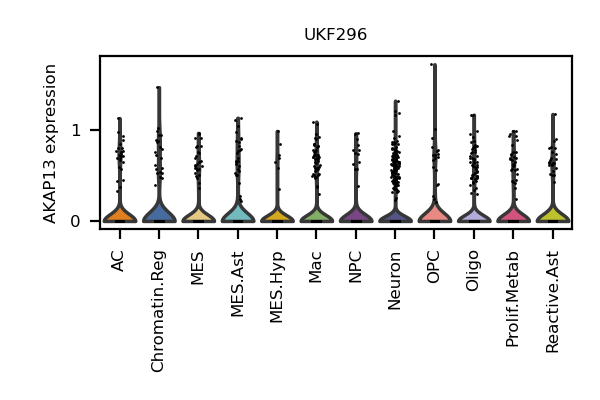 UKF296
AKAP13 expression
1
0
AC
Chromatin.Reg
MES
MES.Ast
MES.Hyp
Mac
NPC
Neuron
OPC
Oligo
Prolif.Metab
Reactive.Ast